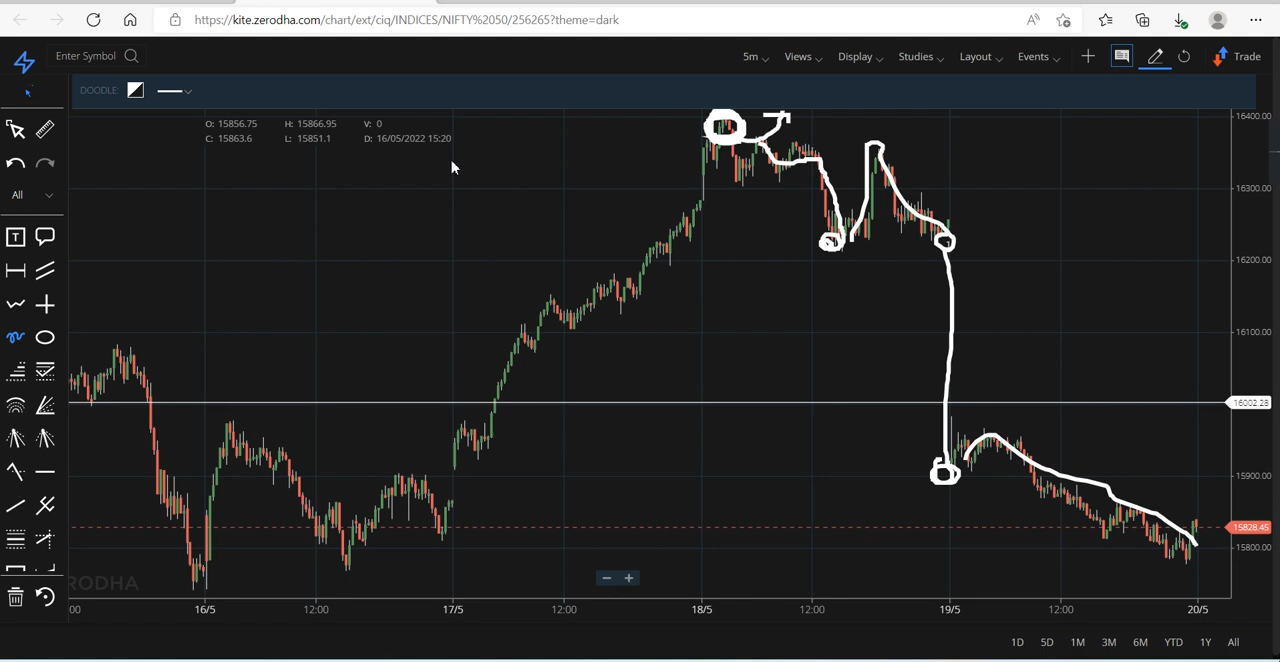 https://kite.zerodha.com/chart/ext/ciq/INDICES/NIFTY%2050/256265?theme=dark
Enter Symbol
5m Views Display Studies Layout Events Trade
DOODLE:
O: 15856.75 H: 15866.95 V: 0
C: 15863.6 L: 15851.1 D: 16/05/2022 15:20
All
T
16400.00
16300.00
16200.00
16100.00
16002.28
15900.00
15828.45
15800.00
RODHA
00 16/5 12:00 17/5 12:00 18/5 12:00 19/5 12:00 20/5
1D 5D 1M 3M 6M YTD 1Y All